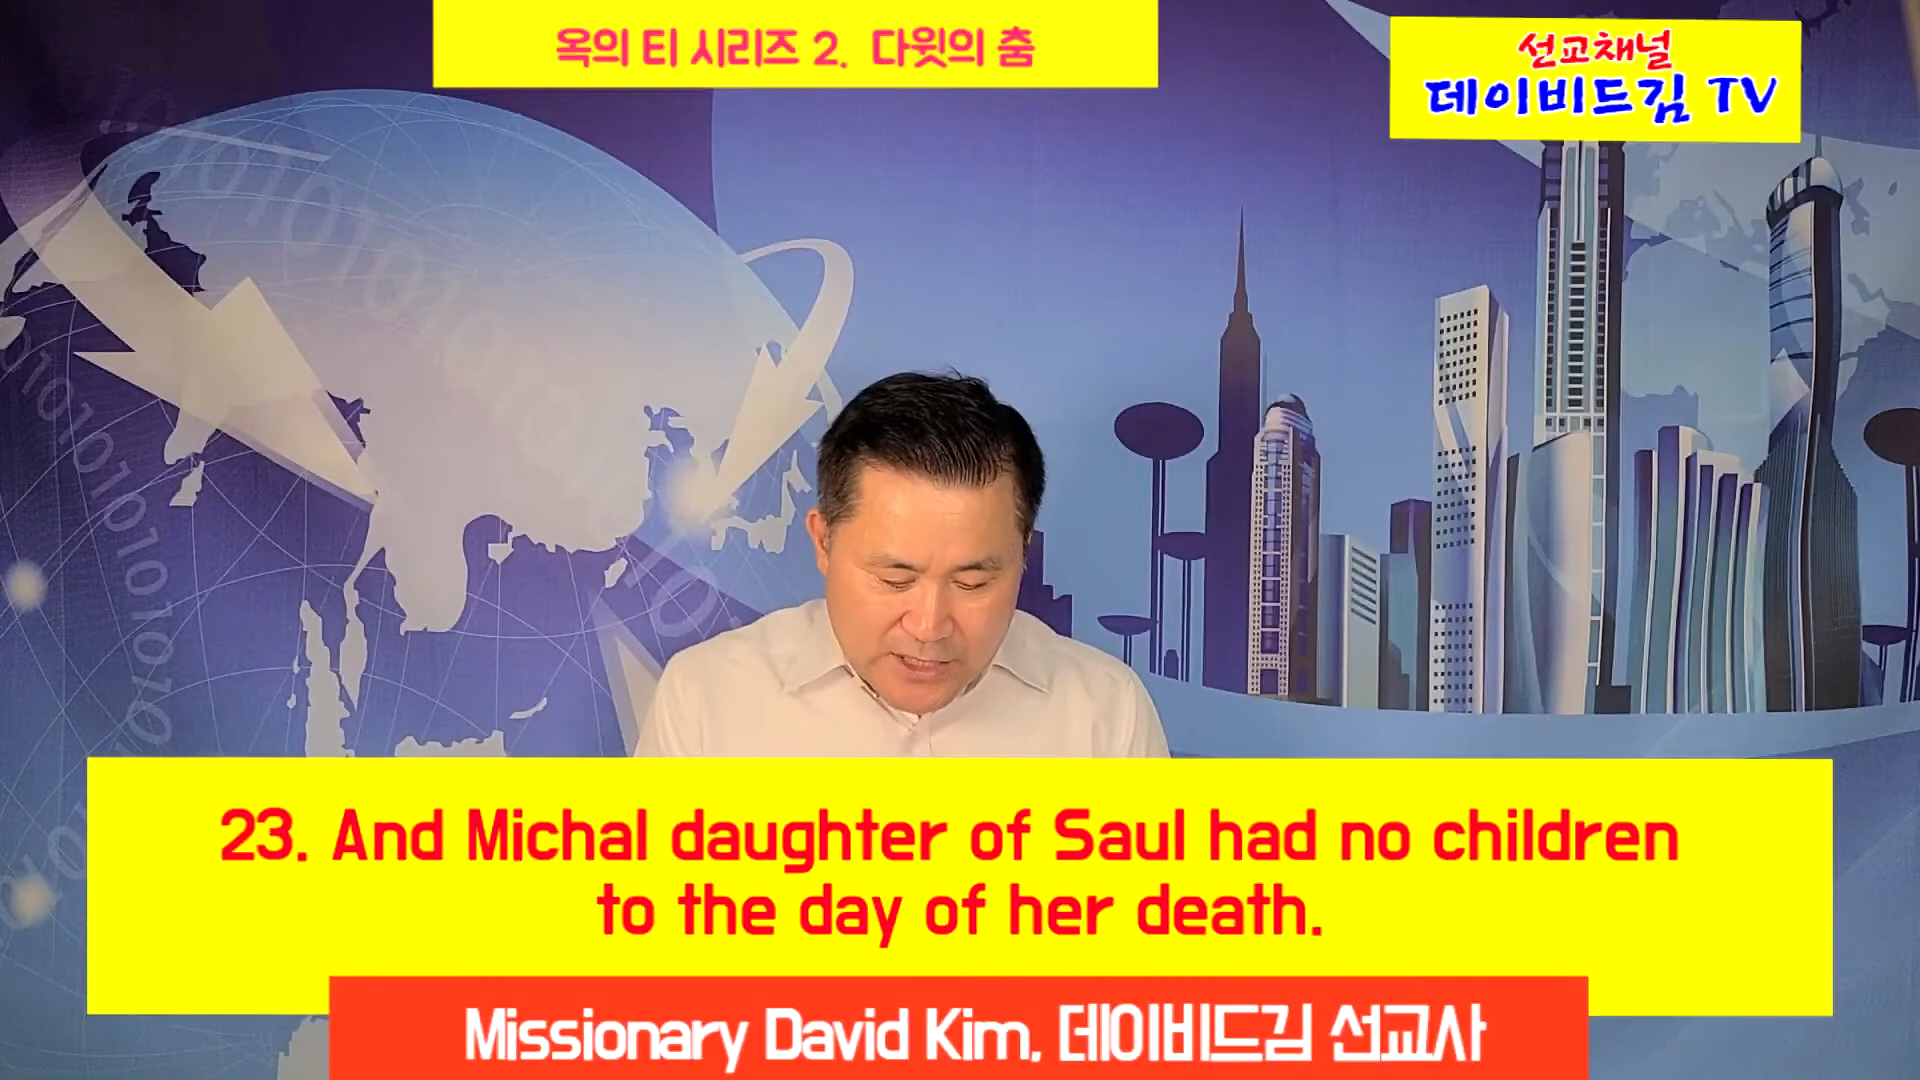 옥의 티 시리즈 2. 다윗의 춤
선교채널
데이비드김 TV
23. And Michal daughter of Saul had no children
to the day of her death.
Missionary David Kim, 데이비드김 선교사